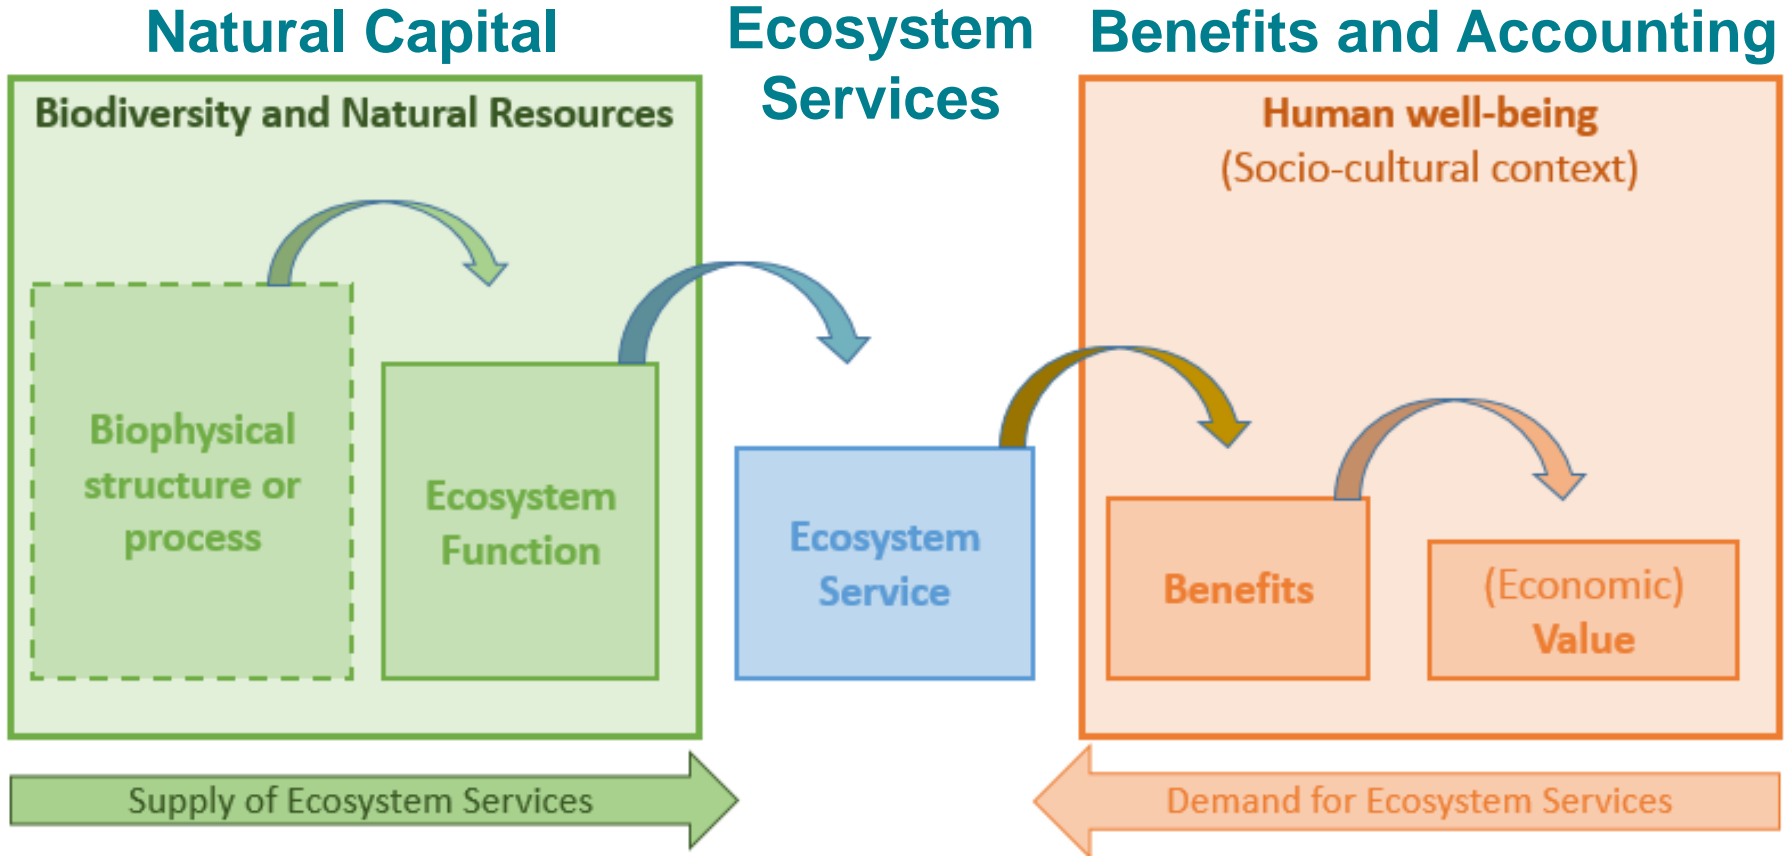 Natural Capital
Ecosystem
Services
Benefits and Accounting
Biodiversity and Natural Resources
Human well-being
(Socio-cultural context)
Biophysical
structure or
process
Ecosystem
Function
Ecosystem
Service
Benefits
(Economic)
Value
Supply of Ecosystem Services
Demand for Ecosystem Services